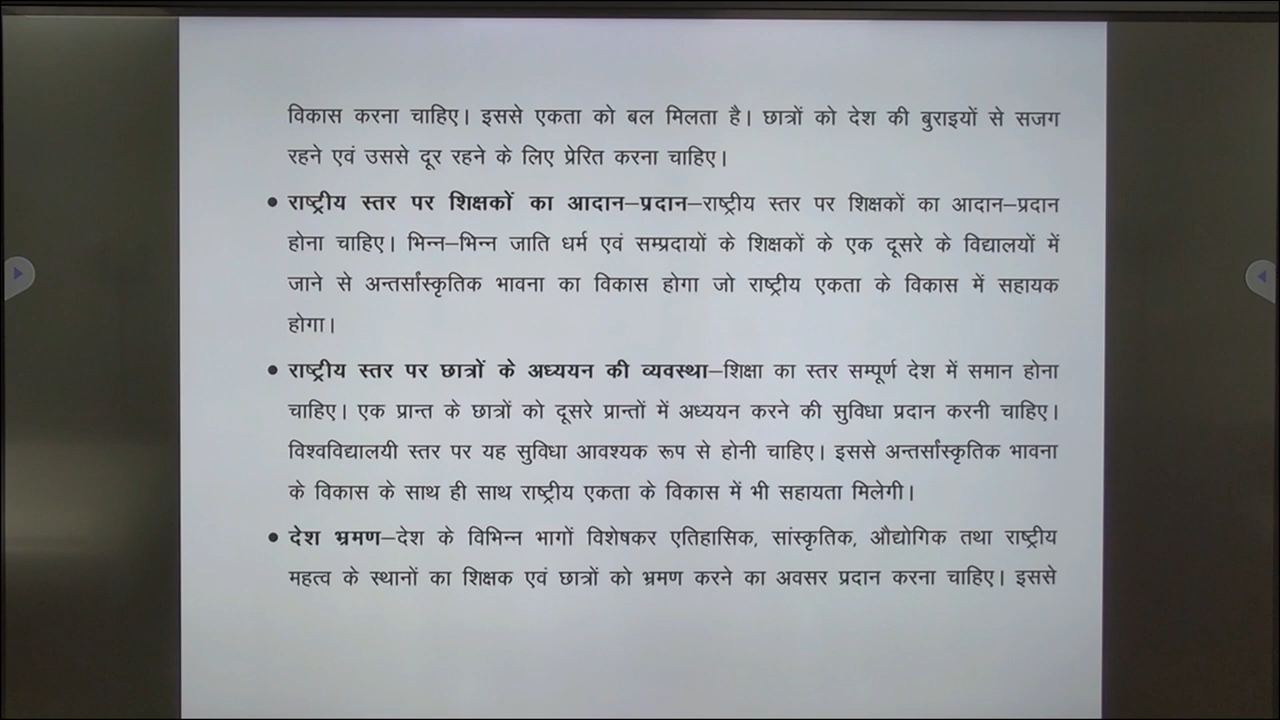 विकास करना चाहिए। इससे एकता को बल मिलता है। छात्रों को देश की बुराइयों से सजग
रहने एवं उससे दूर रहने के लिए प्रेरित करना चाहिए।
• राष्ट्रीय स्तर पर शिक्षकों का आदान–प्रदान–राष्ट्रीय स्तर पर शिक्षकों का आदान–प्रदान
होना चाहिए। भिन्न–भिन्न जाति धर्म एवं सम्प्रदायों के शिक्षकों के एक दूसरे के विद्यालयों में
जाने से अन्तर्सांस्कृतिक भावना का विकास होगा जो राष्ट्रीय एकता के विकास में सहायक
होगा।
• राष्ट्रीय स्तर पर छात्रों के अध्ययन की व्यवस्था–शिक्षा का स्तर सम्पूर्ण देश में समान होना
चाहिए। एक प्रान्त के छात्रों को दूसरे प्रान्तों में अध्ययन करने की सुविधा प्रदान करनी चाहिए।
विश्वविद्यालयी स्तर पर यह सुविधा आवश्यक रूप से होनी चाहिए। इससे अन्तर्सांस्कृतिक भावना
के विकास के साथ ही साथ राष्ट्रीय एकता के विकास में भी सहायता मिलेगी।
• देश भ्रमण–देश के विभिन्न भागों विशेषकर एतिहासिक, सांस्कृतिक, औद्योगिक तथा राष्ट्रीय
महत्व के स्थानों का शिक्षक एवं छात्रों को भ्रमण करने का अवसर प्रदान करना चाहिए। इससे